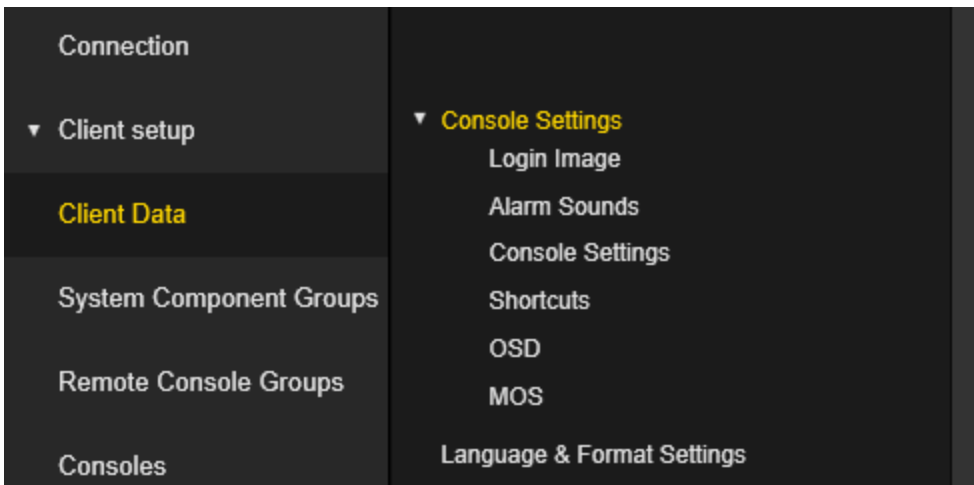 Connection
Client setup
Client Data
System Component Groups
Remote Console Groups
Consoles
Console Settings
Login Image
Alarm Sounds
Console Settings
Shortcuts
OSD
MOS
Language & Format Settings